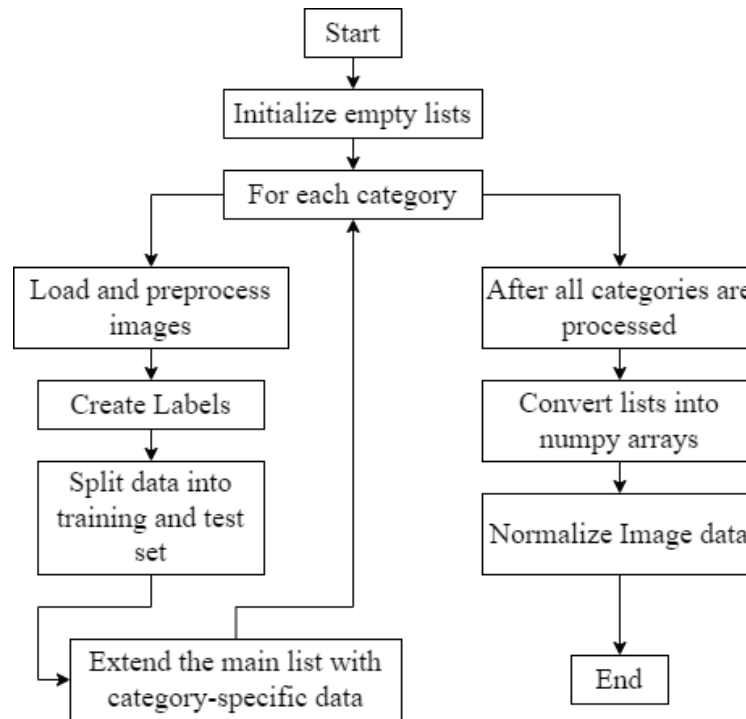 Start
Initialize empty lists
For each category
Load and preprocess
images
Create Labels
Split data into
training and test
set
Extend the main list with
category-specific data
After all categories are
processed
Convert lists into
numpy arrays
Normalize Image data
End